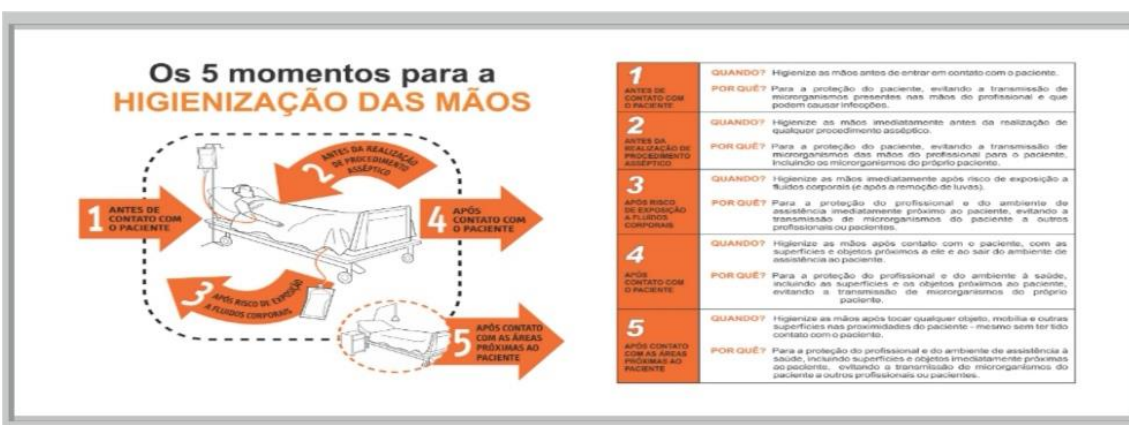 Os 5 momentos para a
HIGIENIZAÇÃO DAS MÃOS
1 ANTES DE
CONTATO COM
O PACIENTE
2 ANTES DA REALIZAÇÃO
DE PROCEDIMENTO
ASSÉPTICO
3 APÓS RISCO DE EXPOSIÇÃO
A FLUIDOS CORPORAIS
4 APÓS
CONTATO COM
O PACIENTE
5 APÓS CONTATO
COM AS ÁREAS
PRÓXIMAS AO
PACIENTE
1
ANTES DE
CONTATO COM
O PACIENTE
QUANDO? Higienize as mãos antes de entrar em contato com o paciente.
POR QUÊ? Para a proteção do paciente, evitando a transmissão de
microrganismos presentes nas mãos do profissional e que
podem causar infecções.
2
ANTES DA
REALIZAÇÃO DE
PROCEDIMENTO
ASSÉPTICO
QUANDO? Higienize as mãos imediatamente antes da realização de
qualquer procedimento asséptico.
POR QUÊ? Para a proteção do paciente, evitando a transmissão de
microrganismos das mãos do profissional para o paciente,
incluindo os microrganismos do próprio paciente.
3
APÓS RISCO
DE EXPOSIÇÃO
A FLUIDOS
CORPORAIS
QUANDO? Higienize as mãos imediatamente após risco de exposição a
fluidos corporais (e após a remoção de luvas).
POR QUÊ? Para a proteção do profissional e do ambiente de
assistência imediatamente próximo ao paciente, evitando a
transmissão de microrganismos do paciente a outros
profissionais ou pacientes.
4
APÓS
CONTATO COM
O PACIENTE
QUANDO? Higienize as mãos após contato com o paciente, com as
superfícies e objetos próximos a ele e ao sair do ambiente de
assistência ao paciente.
POR QUÊ? Para a proteção do profissional e do ambiente à saúde,
incluindo as superfícies e os objetos próximos ao paciente,
evitando a transmissão de microrganismos do próprio
paciente.
5
APÓS CONTATO
COM AS ÁREAS
PRÓXIMAS AO
PACIENTE
QUANDO? Higienize as mãos após tocar qualquer objeto, mobília e outras
superfícies nas proximidades do paciente - mesmo sem ter tido
contato com o paciente.
POR QUÊ? Para a proteção do profissional e do ambiente de assistência à
saúde, incluindo superfícies e objetos imediatamente próximos
ao paciente, evitando a transmissão de microrganismos do
paciente a outros profissionais ou pacientes.